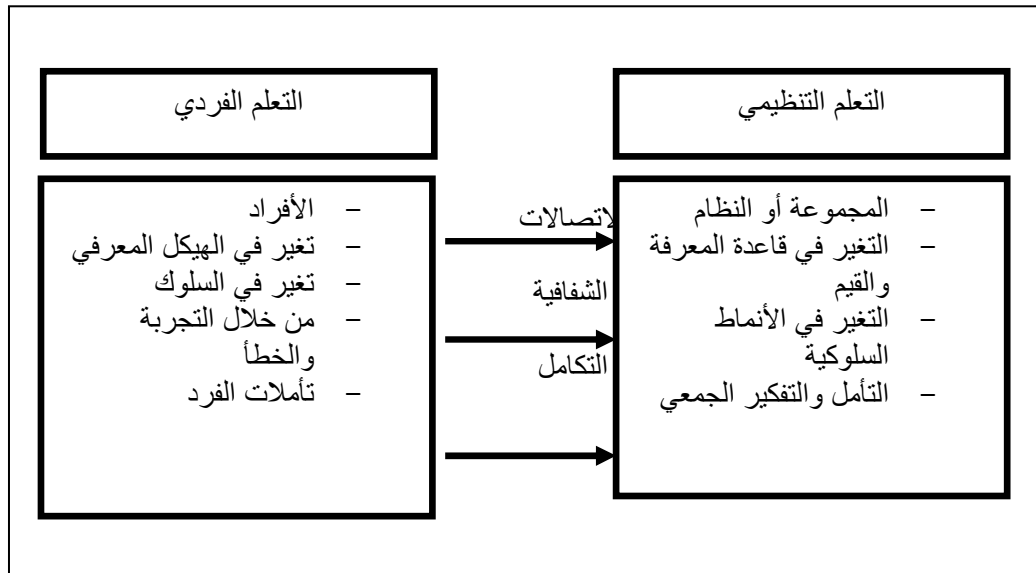 التعلم التنظيمي
التعلم الفردي
– المجموعة أو النظام
– التغير في قاعدة المعرفة
والقيم
– التغير في الأنماط
السلوكية
– التأمل والتفكير الجمعي
لاتصالات
الشفافية
التكامل
– الأفراد
– تغير في الهيكل المعرفي
– تغير في السلوك
– من خلال التجربة
والخطأ
– تأملات الفرد